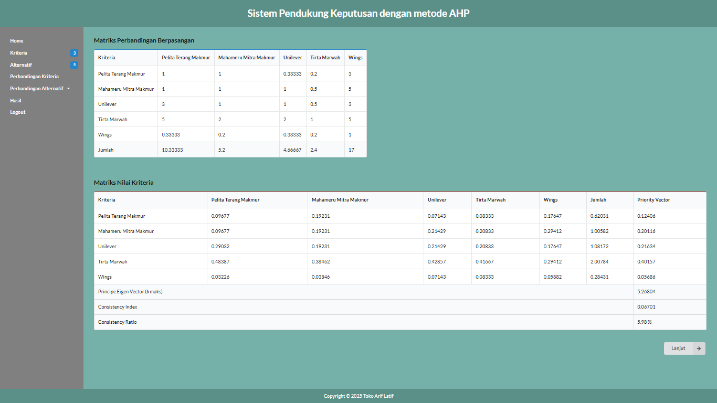 Sistem Pendukung Keputusan dengan metode AHP
Home
Kriteria 3
Alternatif 5
Perbandingan Kriteria
Perbandingan Alternatif
Hasil
Logout
Matriks Perbandingan Berpasangan
Kriteria Pelita Terang Makmur Mahameru Mitra Makmur Unilever Tirta Marwah Wings
Pelita Terang Makmur 1 1 0.33333 0.2 3
Mahameru Mitra Makmur 1 1 1 0.5 5
Unilever 3 1 1 0.5 3
Tirta Marwah 5 2 2 1 5
Wings 0.33333 0.2 0.33333 0.2 1
Jumlah 10.33333 5.2 4.66667 2.4 17
Matriks Nilai Kriteria
Kriteria Pelita Terang Makmur Mahameru Mitra Makmur Unilever Tirta Marwah Wings Jumlah Priority Vector
Pelita Terang Makmur 0.09677 0.19231 0.07143 0.08333 0.17647 0.62031 0.12406
Mahameru Mitra Makmur 0.09677 0.19231 0.21429 0.20833 0.29412 1.00582 0.20116
Unilever 0.29032 0.19231 0.21429 0.20833 0.17647 1.08172 0.21634
Tirta Marwah 0.48387 0.38462 0.42857 0.41667 0.29412 2.00784 0.40157
Wings 0.03226 0.03846 0.07143 0.08333 0.05882 0.28431 0.05686
Principe Eigen Vector (λ maks) 5.26804
Consistency Index 0.06701
Consistency Ratio 5.98 %
Lanjut
Copyright © 2025 Toko Arif Latif